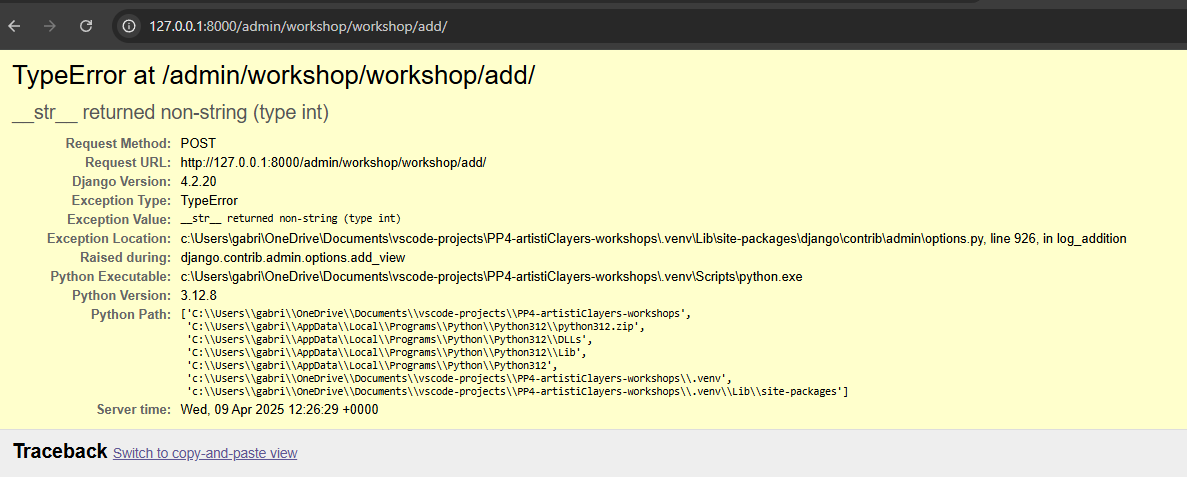 127.0.0.1:8000/admin/workshop/workshop/add/
TypeError at /admin/workshop/workshop/add/
__str__ returned non-string (type int)
Request Method: POST
Request URL: http://127.0.0.1:8000/admin/workshop/workshop/add/
Django Version: 4.2.20
Exception Type: TypeError
Exception Value: __str__ returned non-string (type int)
Exception Location: c:\Users\gabri\OneDrive\Documents\vscode-projects\PP4-artistiClayers-workshops\.venv\Lib\site-packages\django\contrib\admin\options.py, line 926, in log_addition
Raised during: django.contrib.admin.options.add_view
Python Executable: c:\Users\gabri\OneDrive\Documents\vscode-projects\PP4-artistiClayers-workshops\.venv\Scripts\python.exe
Python Version: 3.12.8
Python Path: ['C:\\Users\\gabri\\OneDrive\\Documents\\vscode-projects\\PP4-artistiClayers-workshops',
'C:\\Users\\gabri\\AppData\\Local\\Programs\\Python\\Python312\\python312.zip',
'C:\\Users\\gabri\\AppData\\Local\\Programs\\Python\\Python312\\DLLs',
'C:\\Users\\gabri\\AppData\\Local\\Programs\\Python\\Python312\\Lib',
'C:\\Users\\gabri\\AppData\\Local\\Programs\\Python\\Python312',
'c:\\Users\\gabri\\OneDrive\\Documents\\vscode-projects\\PP4-artistiClayers-workshops\\.venv',
'c:\\Users\\gabri\\OneDrive\\Documents\\vscode-projects\\PP4-artistiClayers-workshops\\.venv\\Lib\\site-packages']
Server time: Wed, 09 Apr 2025 12:26:29 +0000
Traceback Switch to copy-and-paste view